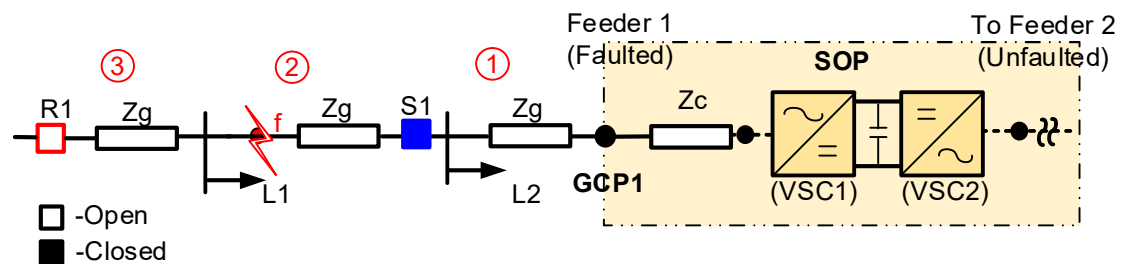 Feeder 1
(Faulted)
To Feeder 2
(Unfaulted)
SOP
③
②
①
R1
Zg
f
Zg
S1
Zg
Zc
L1
L2
GCP1
(VSC1)
(VSC2)
-Open
-Closed